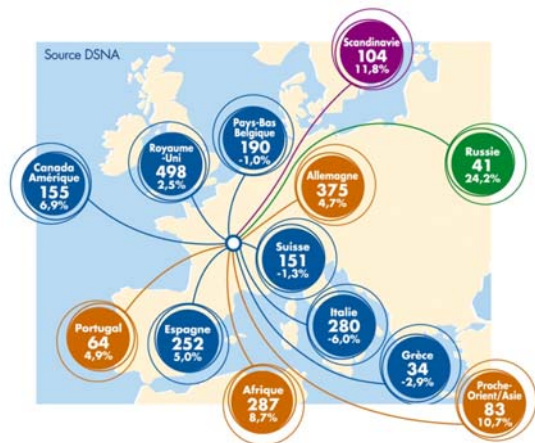 Source DSNA
Scandinavie
104
11,8%
Pays-Bas
Belgique
190
-1,0%
Royaume
-Uni
498
2,5%
Russie
41
24,2%
Canada
Amérique
155
6,9%
Allemagne
375
4,7%
Suisse
151
-1,3%
Italie
280
-6,0%
Portugal
64
4,9%
Espagne
252
5,0%
Grèce
34
-2,9%
Afrique
287
8,7%
Proche-
Orient/Asie
83
10,7%